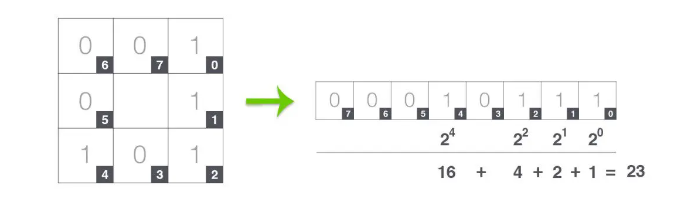 0 6 0 7 1 0
0 5 1 1
1 4 0 3 1 2
0 7 0 6 0 5 1 4 0 3 1 2 1 1 1 0
2^4 2^2 2^1 2^0
16 + 4 + 2 + 1 = 23